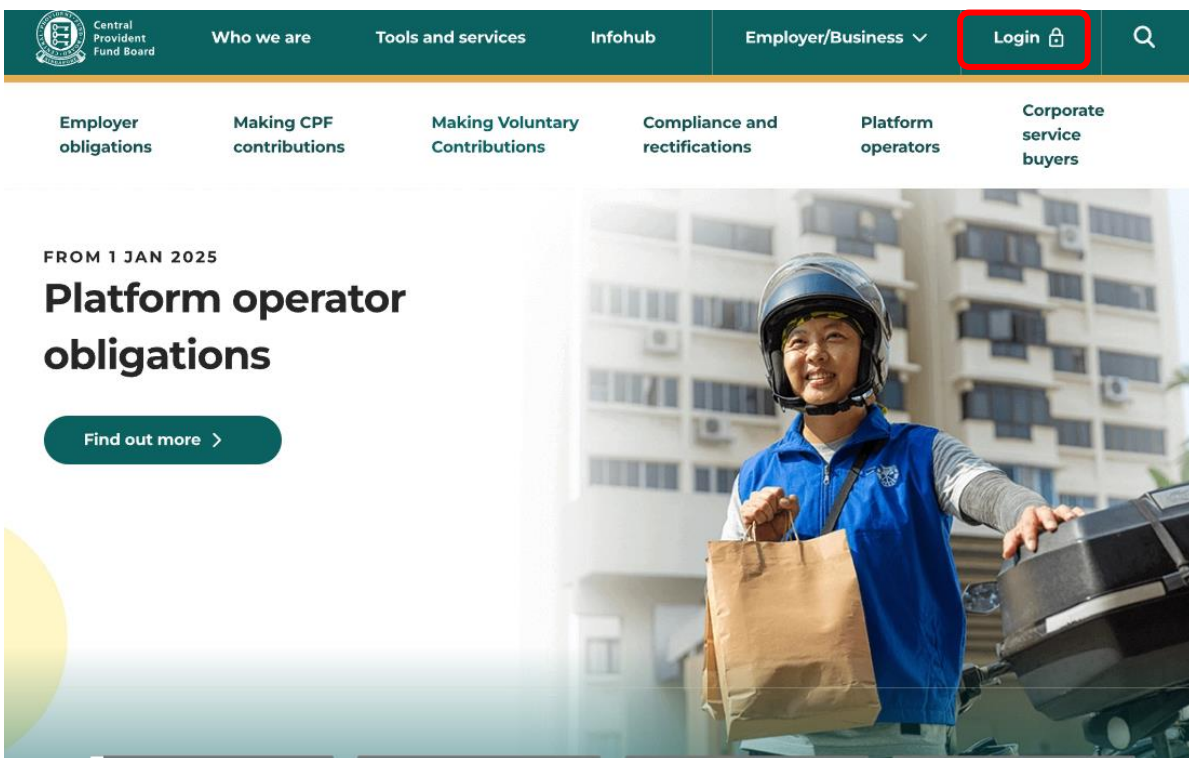 Central
Provident
Fund Board
Who we are
Tools and services
Infohub
Employer/Business
Login
Employer
obligations
Making CPF
contributions
Making Voluntary
Contributions
Compliance and
rectifications
Platform
operators
Corporate
service
buyers
FROM 1 JAN 2025
Platform operator
obligations
Find out more